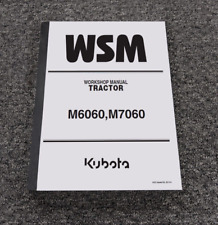 WSM
WORKSHOP MANUAL
TRACTOR
M6060,M7060
Kubota